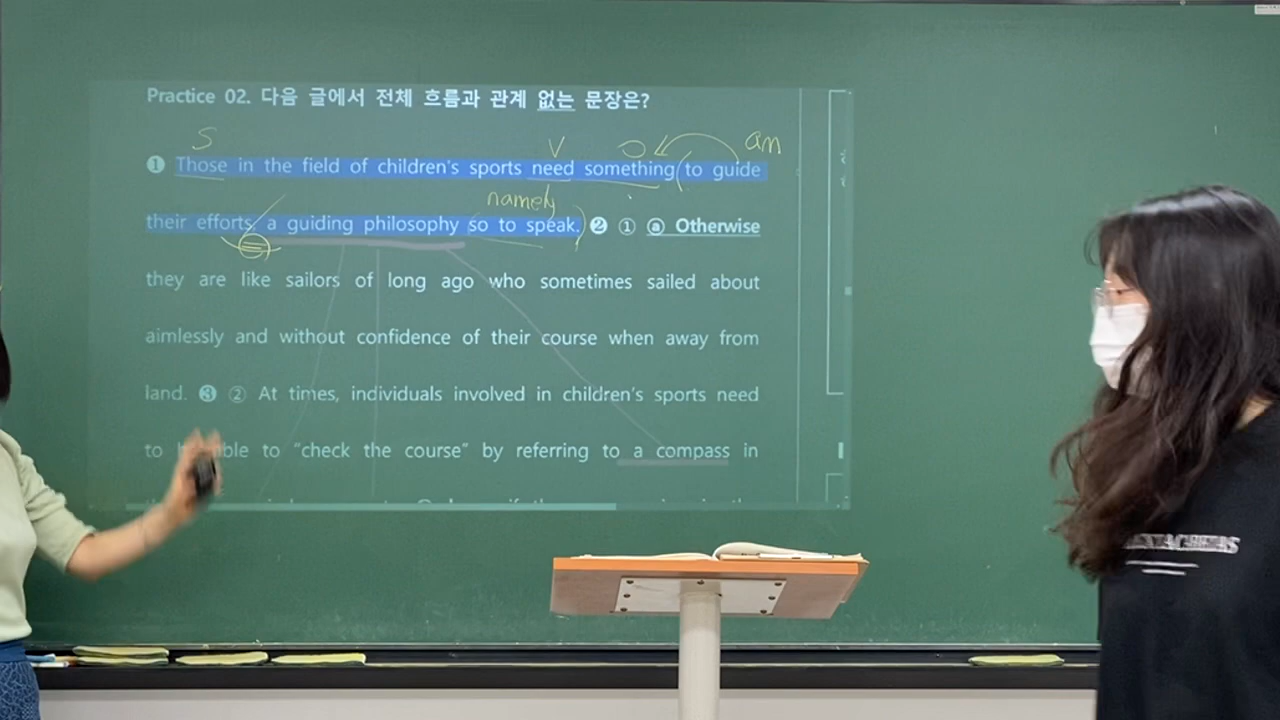 Practice 02. 다음 글에서 전체 흐름과 관계 없는 문장은?
S V O an
❶ Those in the field of children's sports need something to guide
namely
their efforts, a guiding philosophy so to speak. ❷ ① ⓐ Otherwise
they are like sailors of long ago who sometimes sailed about
aimlessly and without confidence of their course when away from
land. ❸ ② At times, individuals involved in children's sports need
to to "check the course" by referring to a compass in